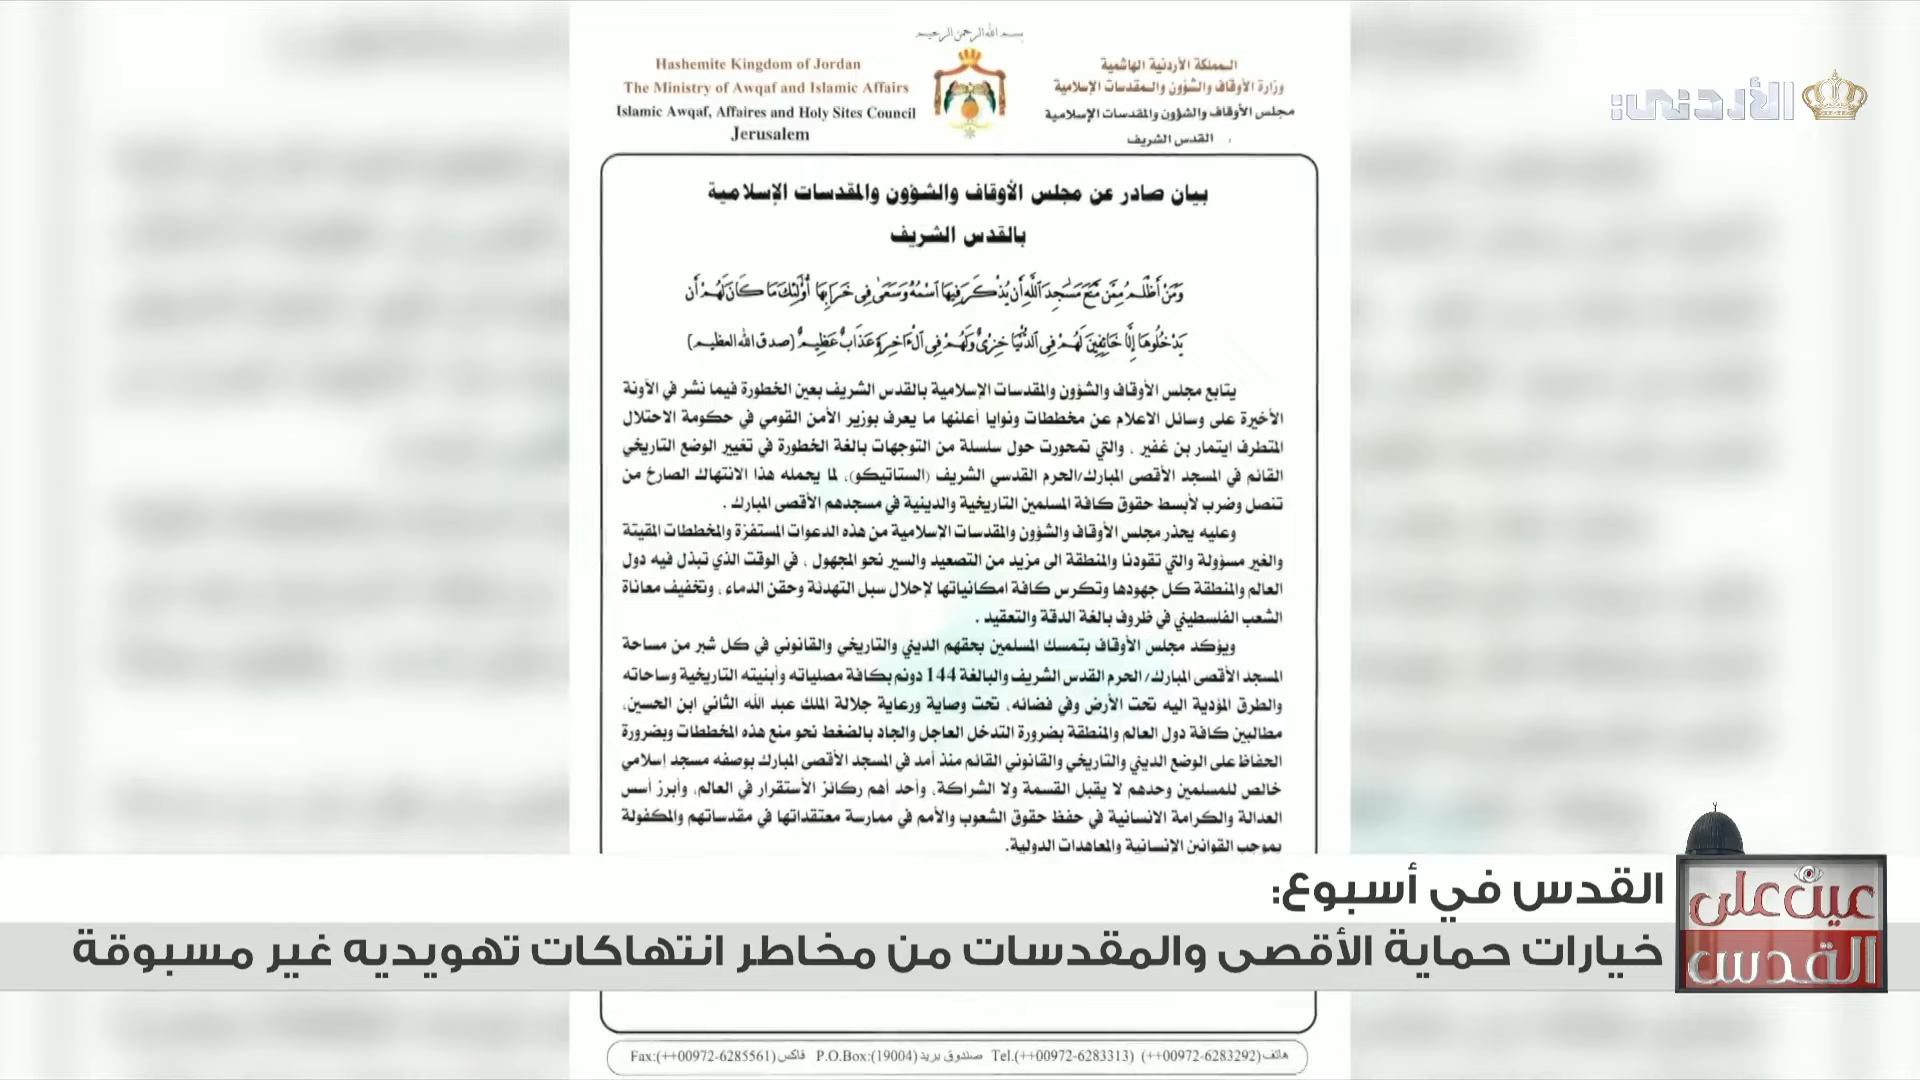 بسم الله الرحمن الرحيم
Hashemite Kingdom of Jordan
The Ministry of Awqaf and Islamic Affairs
Islamic Awqaf, Affaires and Holy Sites Council
Jerusalem
المملكة الأردنية الهاشمية
وزارة الأوقاف والشؤون والمقدسات الإسلامية
مجلس الأوقاف والشؤون والمقدسات الإسلامية
القدس الشريف
الأردني:
بيان صادر عن مجلس الأوقاف والشؤون والمقدسات الإسلامية
بالقدس الشريف
وَمَنْ أَظْلَمُ مِمَّن مَّنَعَ مَسَاجِدَ اللَّهِ أَن يُذْكَرَ فِيهَا اسْمُهُ وَسَعَىٰ فِي خَرَابِهَا أُولَٰئِكَ مَا كَانَ لَهُمْ أَن
يَدْخُلُوهَا إِلَّا خَائِفِينَ لَهُمْ فِي الدُّنْيَا خِزْيٌ وَلَهُمْ فِي الْآخِرَةِ عَذَابٌ عَظِيمٌ (صدق الله العظيم)
يتابع مجلس الأوقاف والشؤون والمقدسات الإسلامية بالقدس الشريف بعين الخطورة فيما نشر في الأونة
الأخيرة على وسائل الاعلام عن مخططات ونوايا أعلنها ما يعرف بوزير الأمن القومي في حكومة الاحتلال
المتطرف ايتمار بن غفير ، والتي تمحورت حول سلسلة من التوجهات بالغة الخطورة في تغيير الوضع التاريخي
القائم في المسجد الأقصى المبارك/الحرم القدسي الشريف (الستاتيكو)، لما يحمله هذا الانتهاك الصارخ من
تنصل وضرب لأبسط حقوق كافة المسلمين التاريخية والدينية في مسجدهم الأقصى المبارك .
وعليه يحذر مجلس الأوقاف والشؤون والمقدسات الإسلامية من هذه الدعوات المستفزة والمخططات المقيتة
والغير مسؤولة والتي تقودنا والمنطقة الى مزيد من التصعيد والسير نحو المجهول ، في الوقت الذي تبذل فيه دول
العالم والمنطقة كل جهودها وتكرس كافة امكانياتها لإحلال سبل التهدئة وحقن الدماء ، وتخفيف معاناة
الشعب الفلسطيني في ظروف بالغة الدقة والتعقيد .
ويؤكد مجلس الأوقاف بتمسك المسلمين بحقهم الديني والتاريخي والقانوني في كل شبر من مساحة
المسجد الأقصى المبارك/ الحرم القدس الشريف والبالغة 144 دونم بكافة مصلياته وأبنيته التاريخية وساحاته
والطرق المؤدية اليه تحت الأرض وفي فضائه، تحت وصاية ورعاية جلالة الملك عبد الله الثاني ابن الحسين،
مطالبين كافة دول العالم والمنطقة بضرورة التدخل العاجل والجاد بالضغط نحو منع هذه المخططات وبضرورة
الحفاظ على الوضع الديني والتاريخي والقانوني القائم منذ أمد في المسجد الأقصى المبارك بوصفه مسجد إسلامي
خالص للمسلمين وحدهم لا يقبل القسمة ولا الشراكة، وأحد أهم ركائز الأستقرار في العالم، وأبرز أسس
العدالة والكرامة الانسانية في حفظ حقوق الشعوب والأمم في ممارسة معتقداتها في مقدساتهم والمكفولة
بموجب القوانين الإنسانية والمعاهدات الدولية.
القدس في أسبوع:
خيارات حماية الأقصى والمقدسات من مخاطر انتهاكات تهويديه غير مسبوقة
عين على
القدس
هاتف(++00972-6283292) Tel.(++00972-6283313) صندوق بريد P.O.Box:(19004) فاكس Fax:(++00972-6285561)